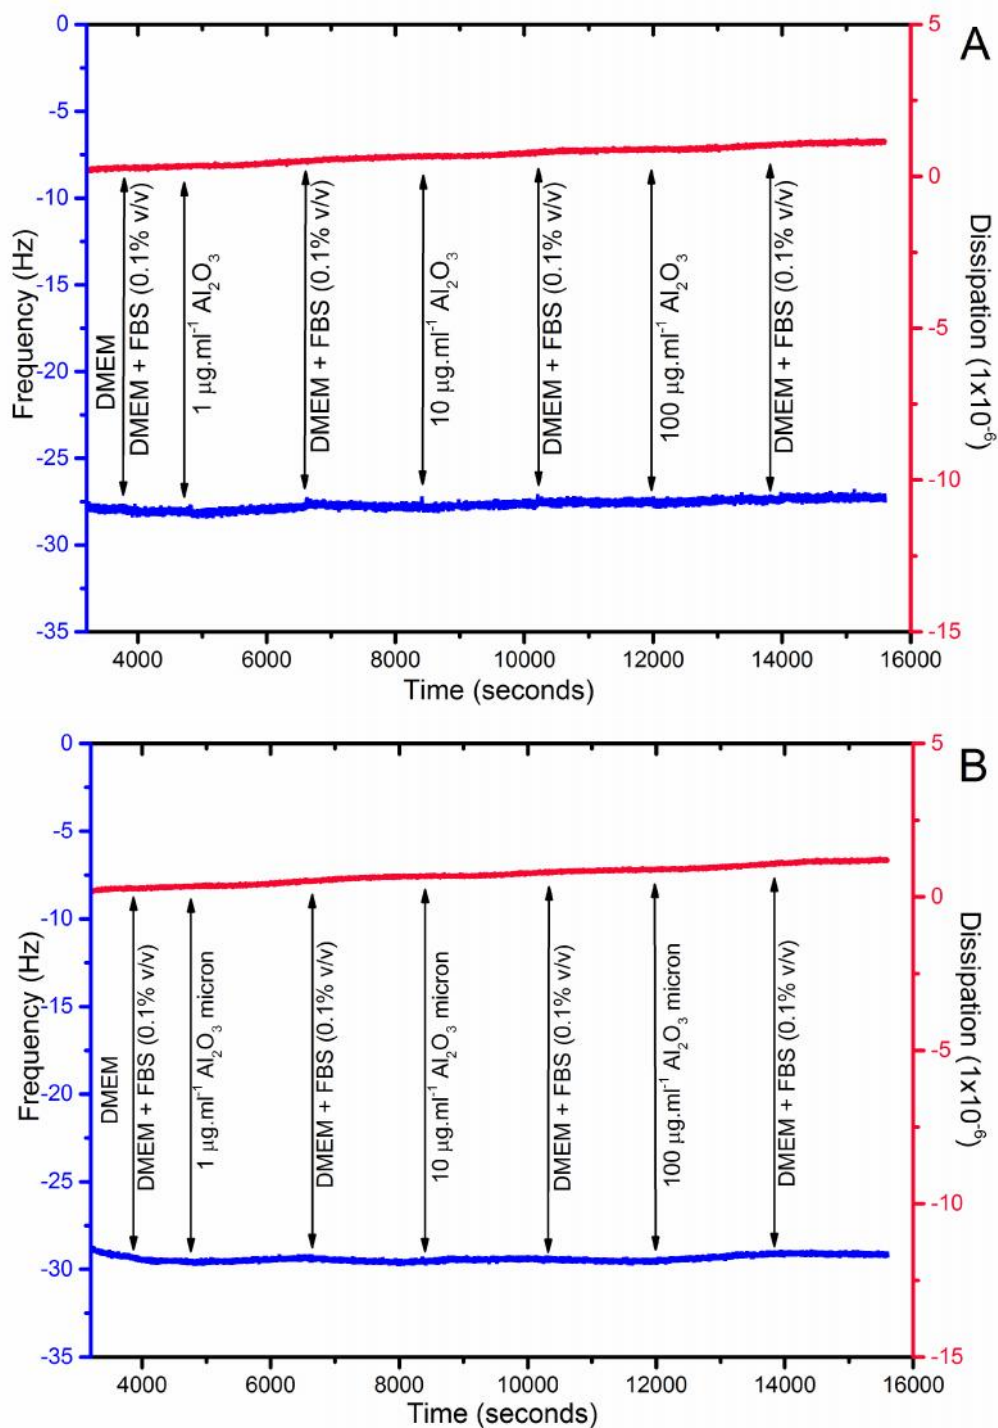 A
0
-5
-10
-15
-20
-25
-30
-35
Frequency (Hz)
5
0
-5
-10
-15
Dissipation (1x10⁻⁶)
DMEM
DMEM + FBS (0.1% v/v)
1 μg.ml⁻¹ Al₂O₃
DMEM + FBS (0.1% v/v)
10 μg.ml⁻¹ Al₂O₃
DMEM + FBS (0.1% v/v)
100 μg.ml⁻¹ Al₂O₃
DMEM + FBS (0.1% v/v)
4000 6000 8000 10000 12000 14000 16000
Time (seconds)
B
0
-5
-10
-15
-20
-25
-30
-35
Frequency (Hz)
5
0
-5
-10
-15
Dissipation (1x10⁻⁶)
DMEM
DMEM + FBS (0.1% v/v)
1 μg.ml⁻¹ Al₂O₃ micron
DMEM + FBS (0.1% v/v)
10 μg.ml⁻¹ Al₂O₃ micron
DMEM + FBS (0.1% v/v)
100 μg.ml⁻¹ Al₂O₃ micron
DMEM + FBS (0.1% v/v)
4000 6000 8000 10000 12000 14000 16000
Time (seconds)